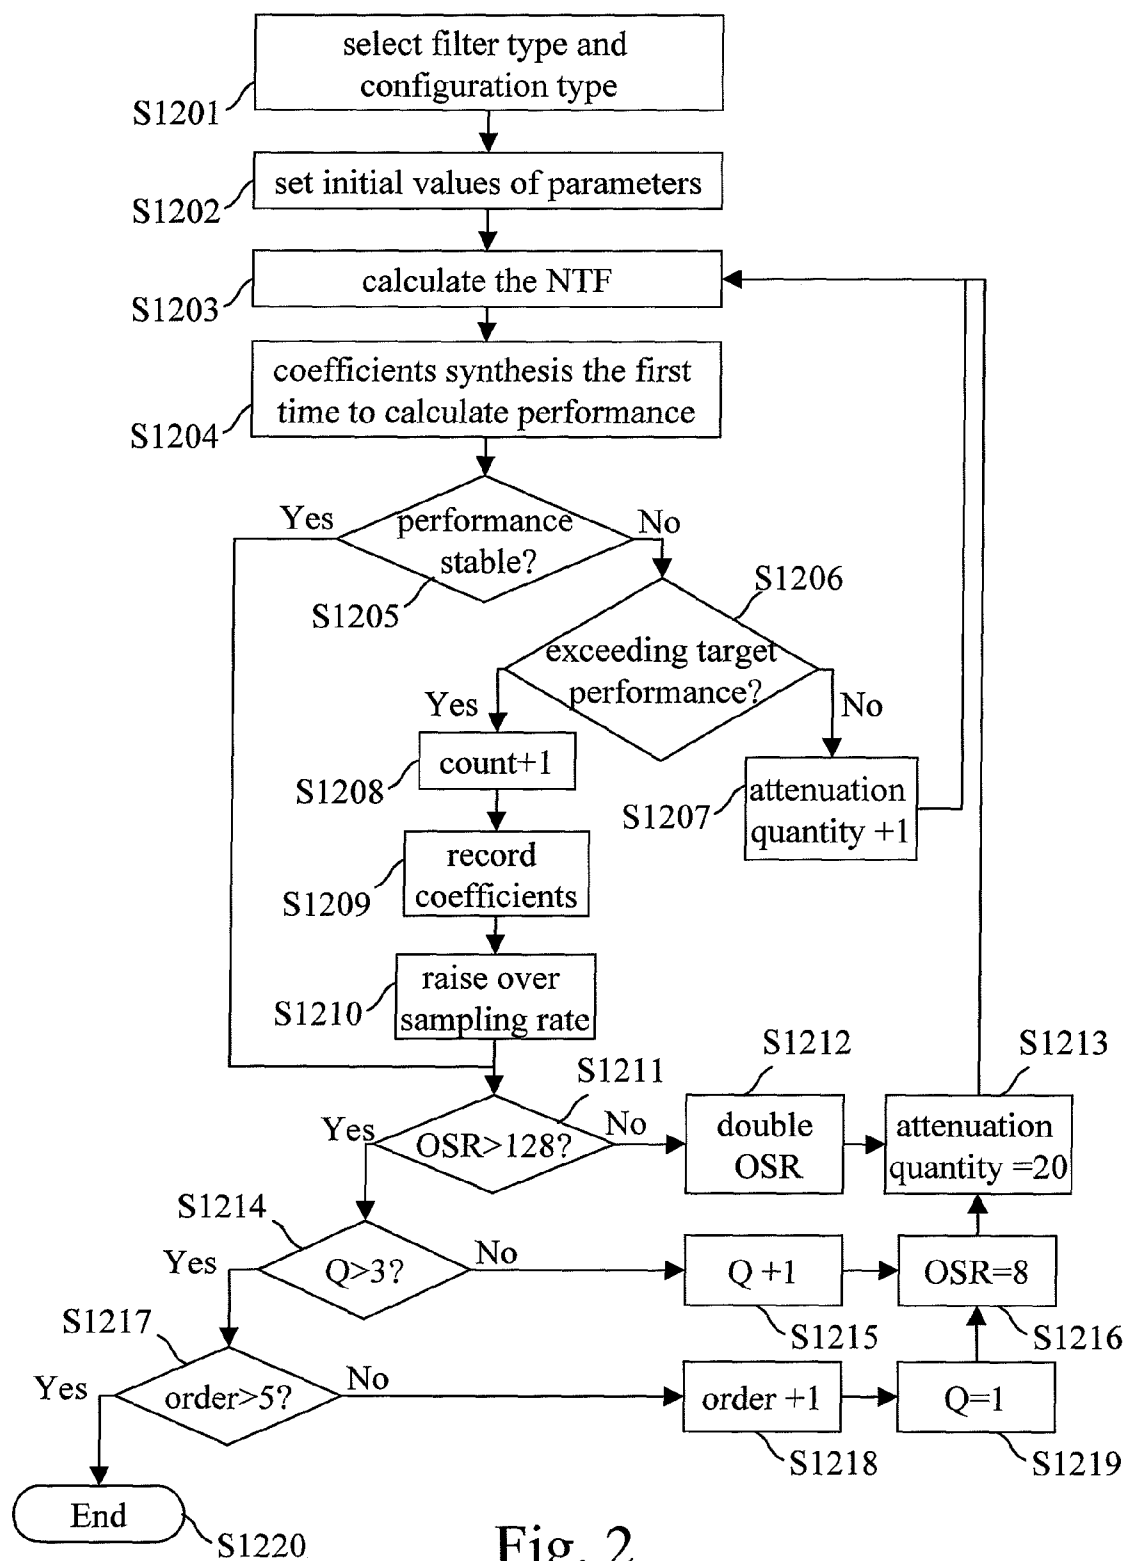 select filter type and
configuration type
S1201
set initial values of parameters
S1202
calculate the NTF
S1203
coefficients synthesis the first
time to calculate performance
S1204
Yes
performance
stable?
No
S1205
S1206
exceeding target
performance?
Yes
No
count+1
S1208
attenuation
quantity +1
S1207
record
coefficients
S1209
raise over
sampling rate
S1210
S1211
S1212
S1213
Yes
OSR>128?
No
double
OSR
attenuation
quantity =20
S1214
Yes
Q>3?
No
Q +1
OSR=8
S1215
S1216
S1217
Yes
order>5?
No
order +1
Q=1
S1218
S1219
End
S1220
Fig. 2